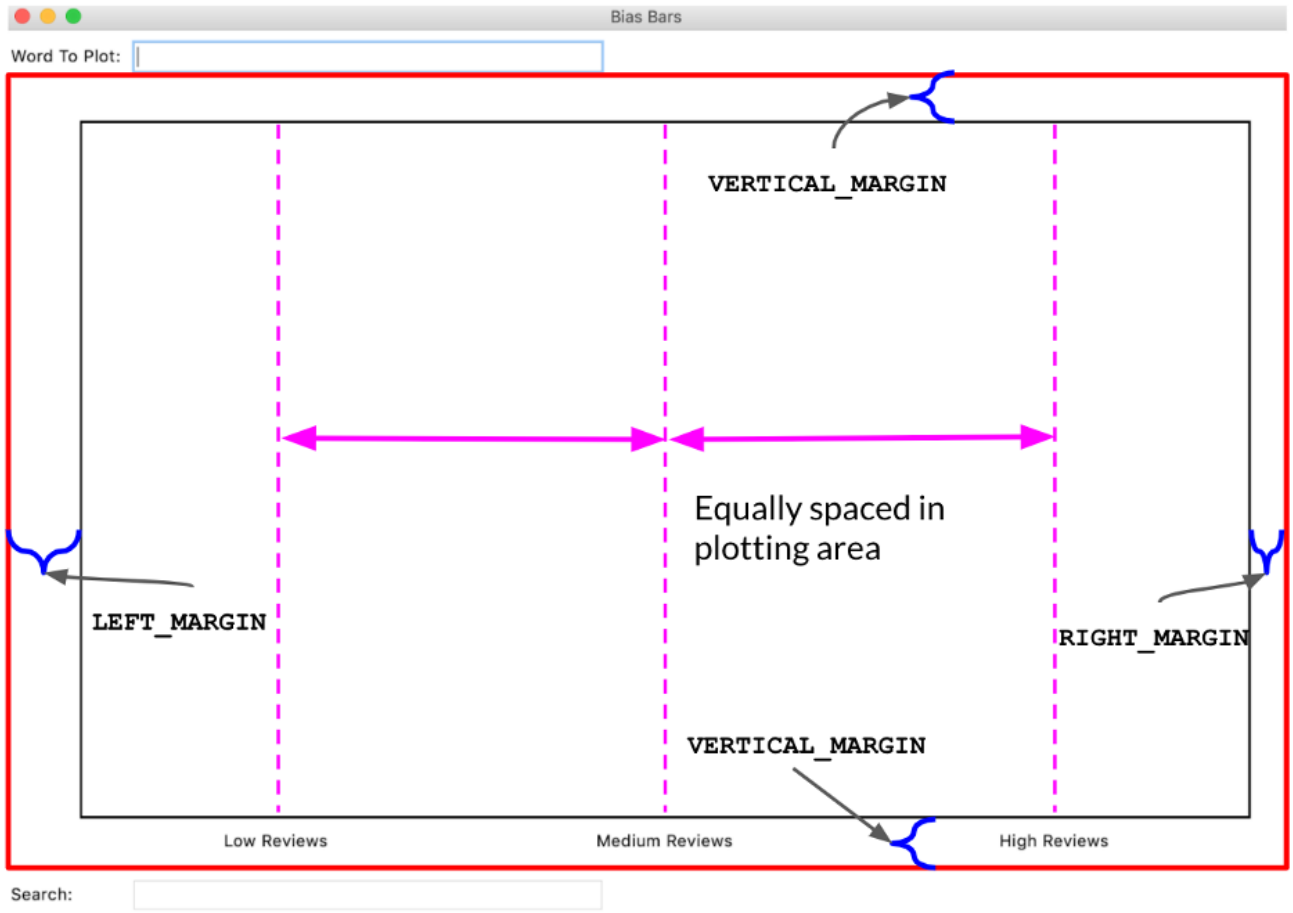 Bias Bars
Word To Plot:
VERTICAL_MARGIN
Equally spaced in
plotting area
LEFT_MARGIN
RIGHT_MARGIN
VERTICAL_MARGIN
Low Reviews
Medium Reviews
High Reviews
Search: